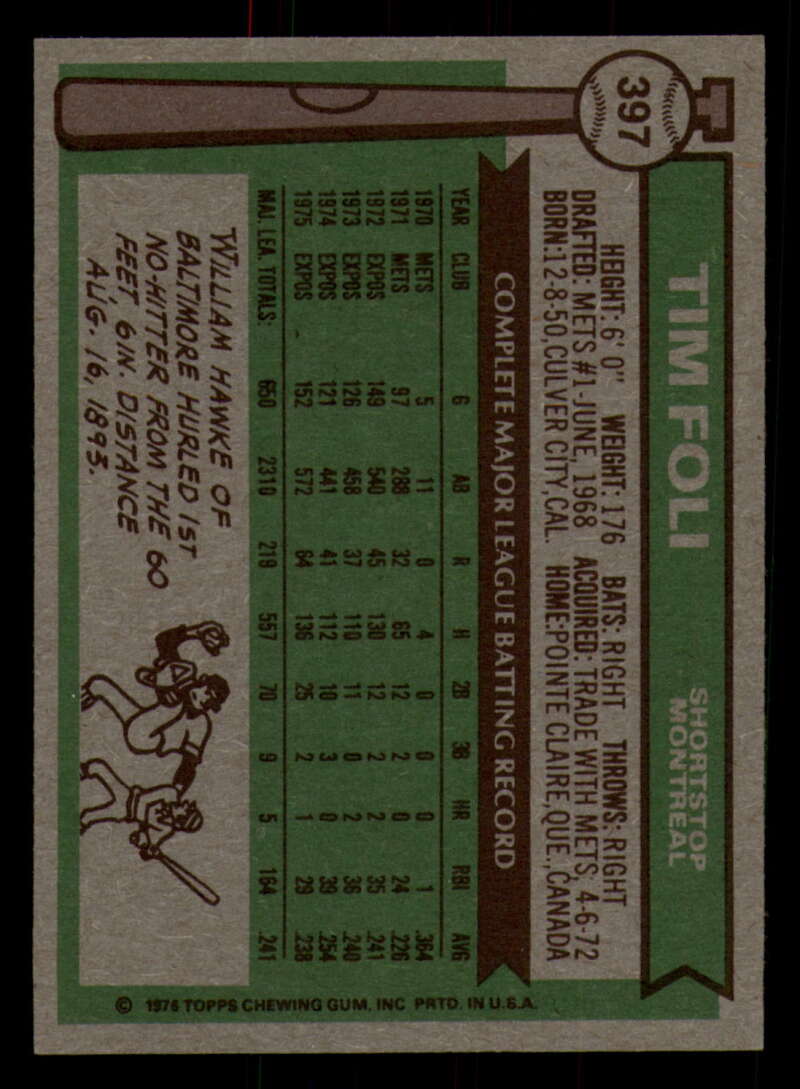 397
TIM FOLI
SHORTSTOP
MONTREAL
HEIGHT: 6' 0" WEIGHT: 176 BATS: RIGHT THROWS: RIGHT
DRAFTED: METS #1-JUNE, 1968 ACQUIRED: TRADE WITH METS, 4-6-72
BORN: 12-8-50, CULVER CITY, CAL. HOME: POINTE CLAIRE, QUE., CANADA
COMPLETE MAJOR LEAGUE BATTING RECORD
YEAR CLUB G AB R H 2B 3B HR RBI AVG
1970 METS 5 11 0 4 0 0 0 1 .364
1971 METS 97 288 32 65 12 2 0 24 .226
1972 EXPOS 149 540 45 130 12 2 2 35 .241
1973 EXPOS 126 458 37 110 11 0 2 36 .240
1974 EXPOS 121 441 41 112 10 3 0 39 .254
1975 EXPOS 152 572 64 136 25 2 1 29 .238
MAJ. LEA. TOTALS: 650 2310 219 557 70 9 5 164 .241
WILLIAM HAWKE OF
BALTIMORE HURLED 1ST
NO-HITTER FROM THE 60
FEET, 6 IN. DISTANCE
AUG. 16, 1893.
© 1976 TOPPS CHEWING GUM, INC PRTD. IN U.S.A.